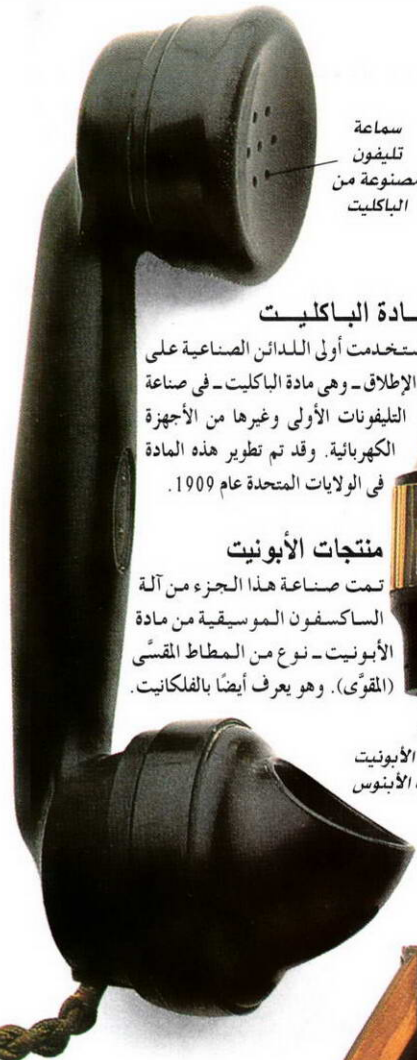 سماعة
تليفون
مصنوعة من
الباكليت
ـادة الباكليـــت
ستخدمت أولى اللدائن الصناعية على
الإطلاق ـ وهى مادة الباكليت ـ فى صناعة
التليفونات الأولى وغيرها من الأجهزة
الكهربائية. وقد تم تطوير هذه المادة
فى الولايات المتحدة عام 1909.
منتجات الأبونيت
تمت صناعة هذا الجزء من آلة
الساكسفون الموسيقية من مادة
الأبونيت ـ نوع من المطاط المقسَّى
(المقوَّى). وهو يعرف أيضًا بالفلكانيت.
الأبونيت
الأبنوس